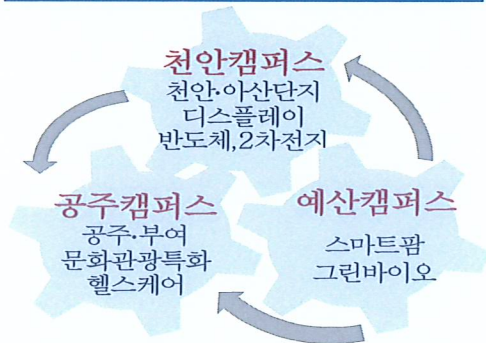 천안캠퍼스
천안·아산단지
디스플레이
반도체,2차전지
공주캠퍼스
공주·부여
문화관광특화
헬스케어
예산캠퍼스
스마트팜
그린바이오